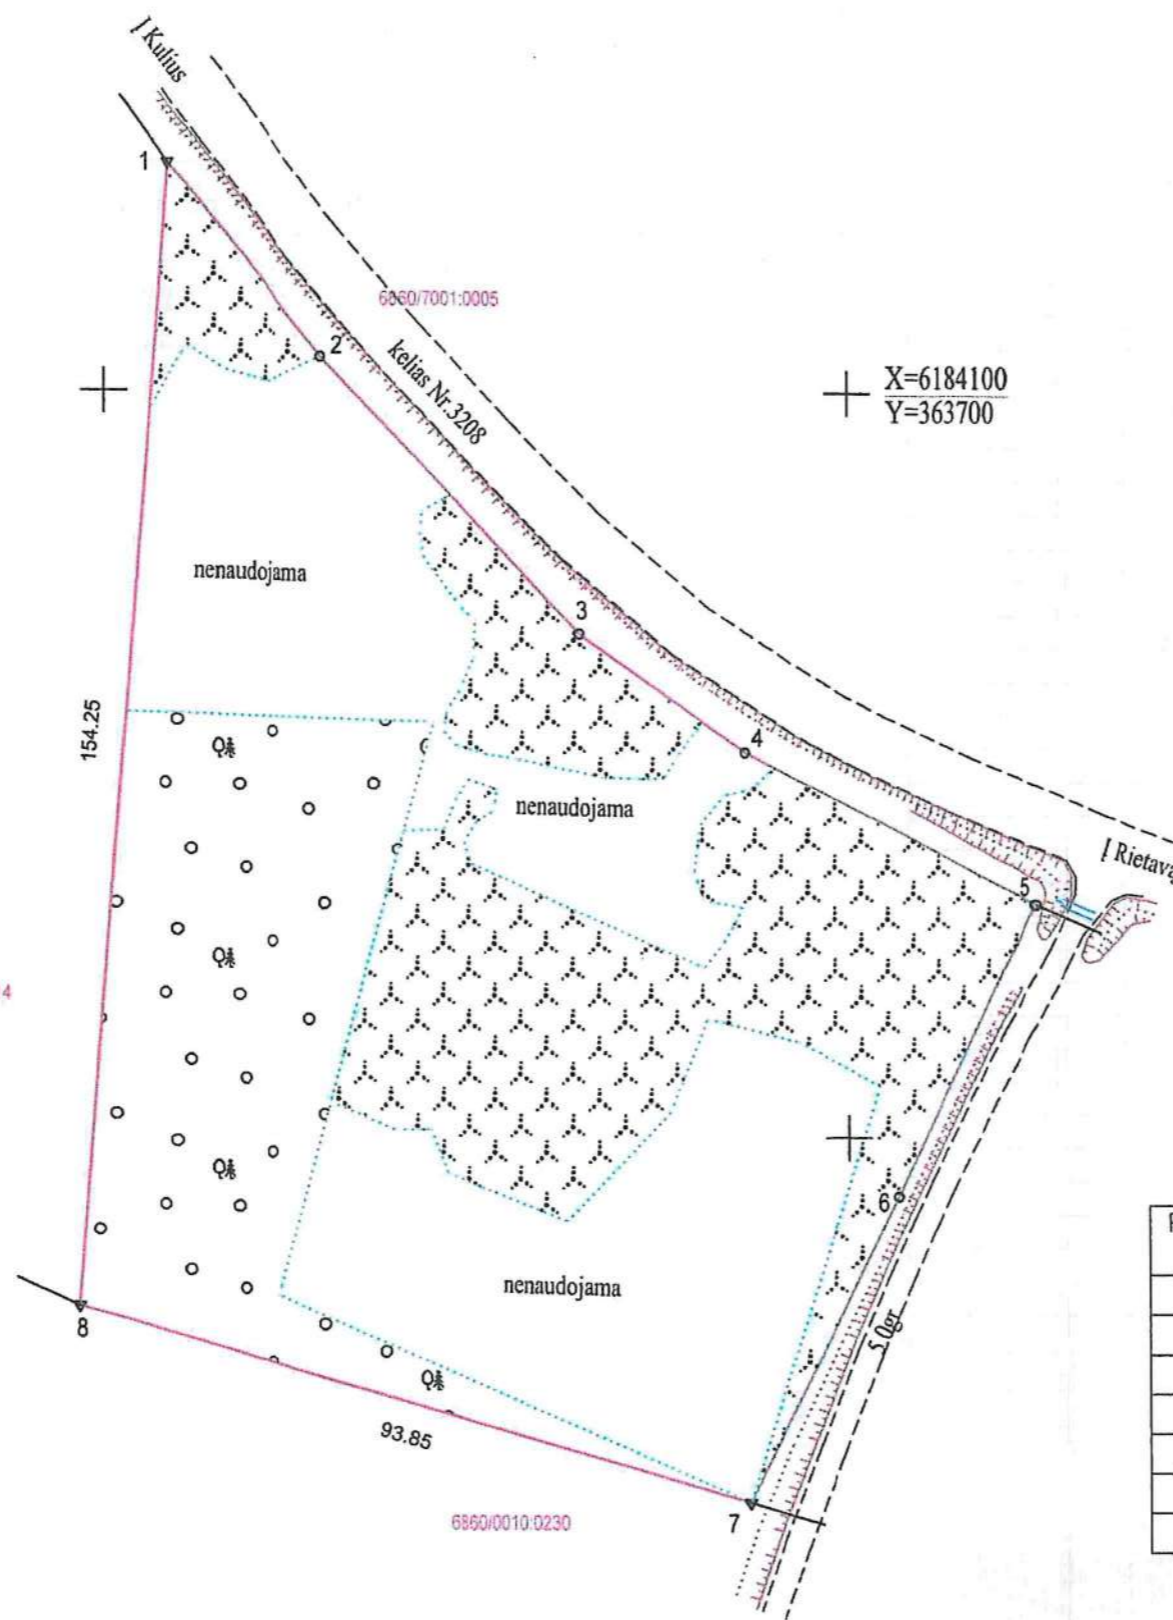 Į Kulius
1
6860/7001:0005
2
kelias Nr.3208
X=6184100
Y=363700
nenaudojama
3
154.25
4
nenaudojama
Į Rietavą
5
4
6
5.0gr
nenaudojama
8
93.85
7
6860/0010:0230